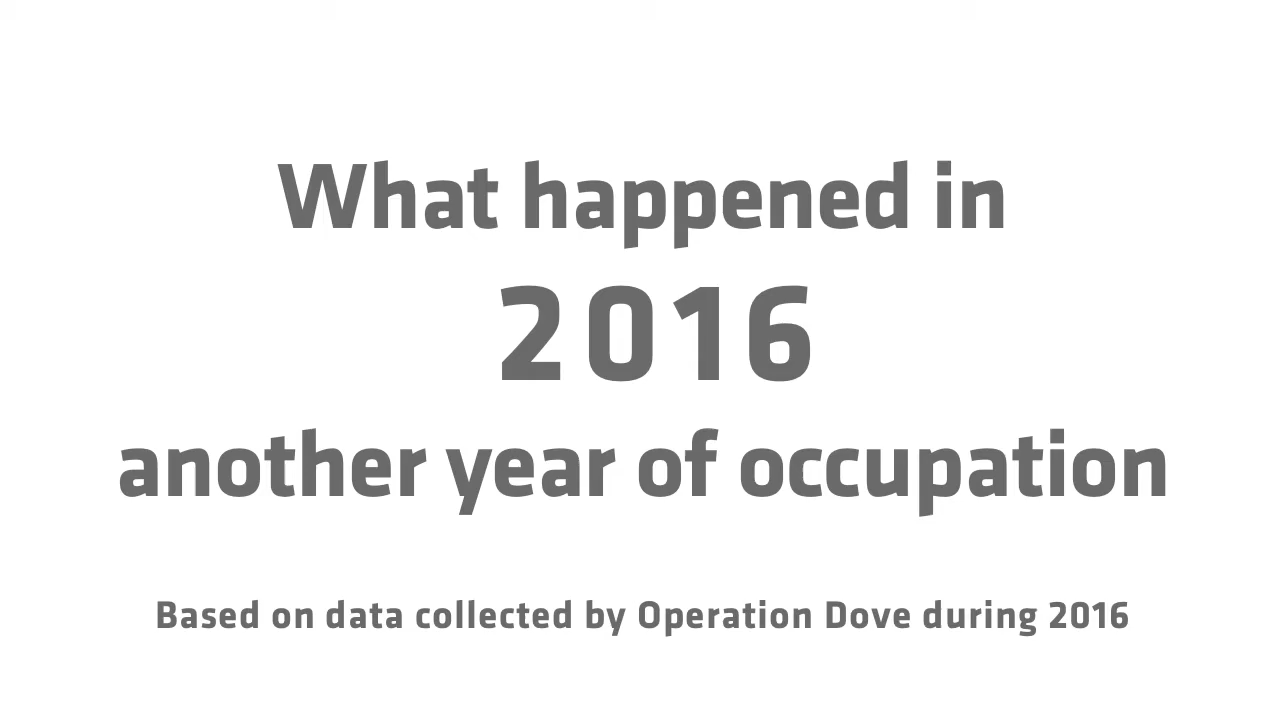 What happened in
2016
another year of occupation
Based on data collected by Operation Dove during 2016